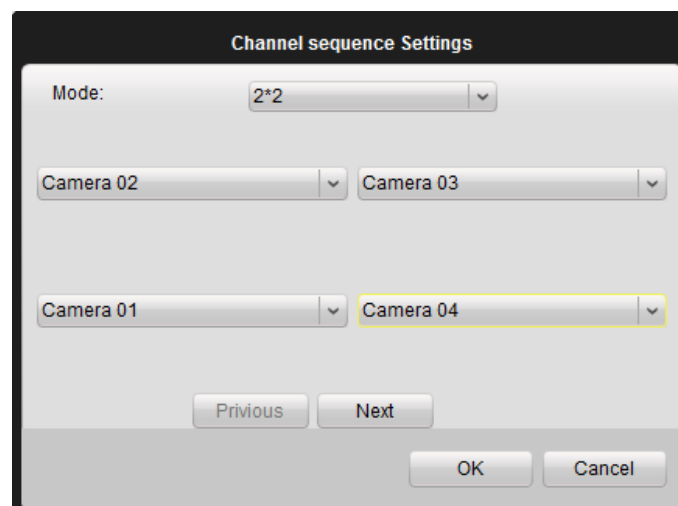 Channel sequence Settings
Mode: 2*2
Camera 02 Camera 03
Camera 01 Camera 04
Privious Next
OK Cancel